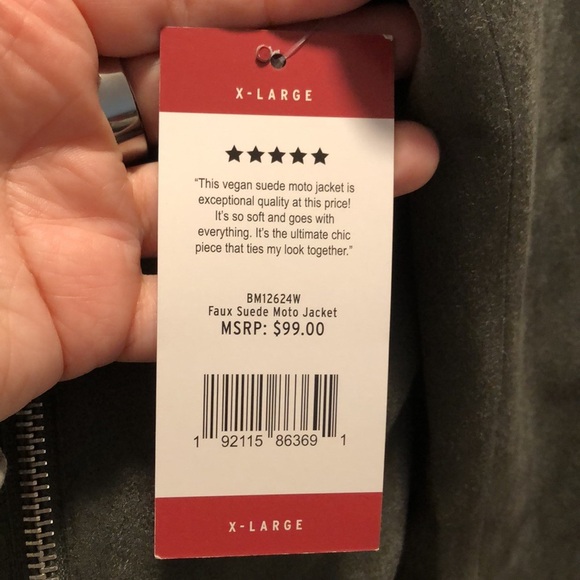 X-LARGE
“This vegan suede moto jacket is
exceptional quality at this price!
It's so soft and goes with
everything. It's the ultimate chic
piece that ties my look together.”
BM12624W
Faux Suede Moto Jacket
MSRP: $99.00
1 92115 86369 1
X-LARGE